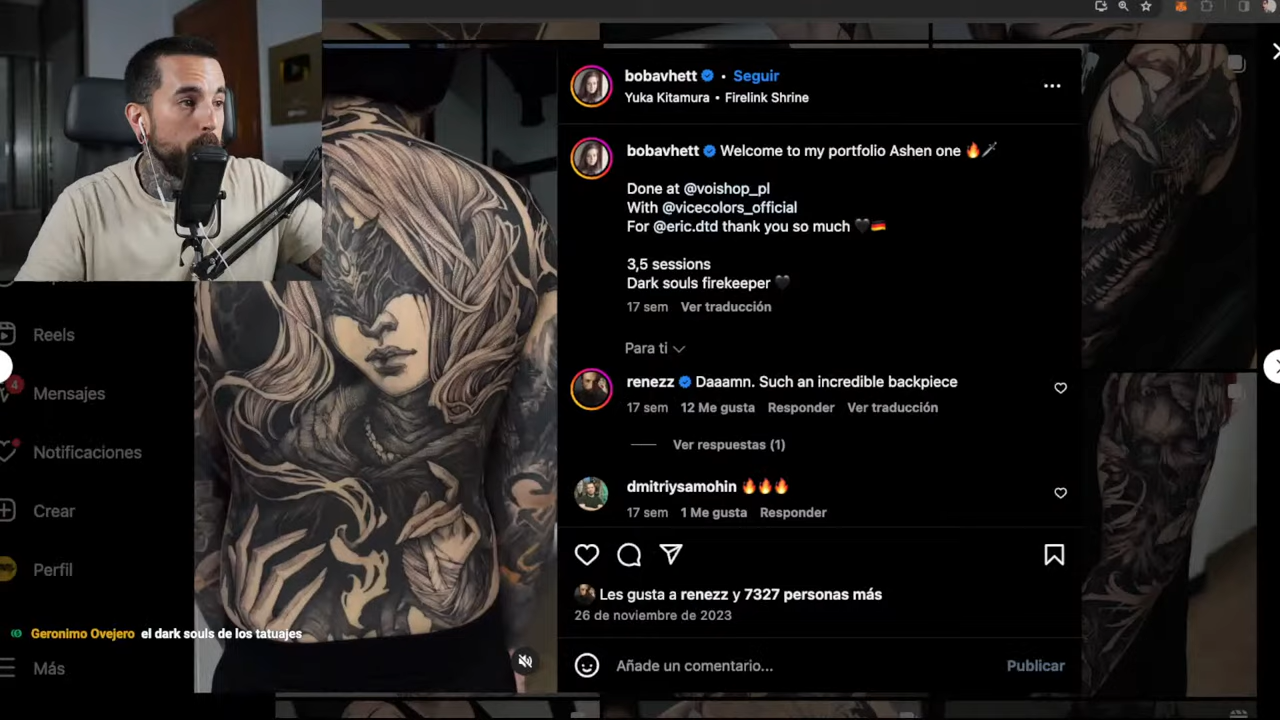 bobavhett • Seguir
Yuka Kitamura • Firelink Shrine
bobavhett Welcome to my portfolio Ashen one 🔥🗡️
Done at @voishop_pl
With @vicecolors_official
For @eric.dtd thank you so much 🖤🇩🇪
3,5 sessions
Dark souls firekeeper 🖤
17 sem Ver traducción
Para ti
renezz Daaamn. Such an incredible backpiece
17 sem 12 Me gusta Responder Ver traducción
Ver respuestas (1)
dmitriysamohin 🔥🔥🔥
17 sem 1 Me gusta Responder
Les gusta a renezz y 7327 personas más
26 de noviembre de 2023
Añade un comentario... Publicar
Reels
4
Mensajes
Notificaciones
Crear
Perfil
Geronimo Ovejero el dark souls de los tatuajes
Más